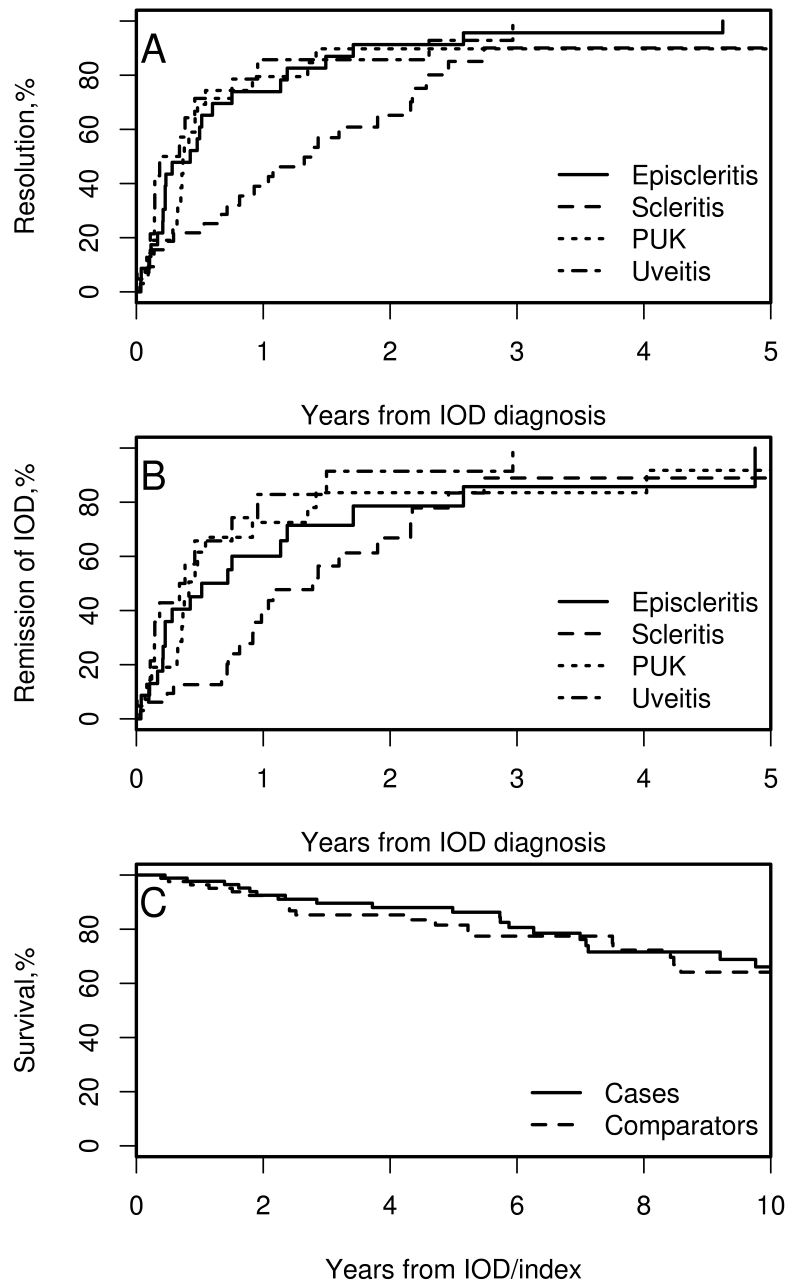 A
Resolution,%
80
60
40
20
0
Episcleritis
Scleritis
PUK
Uveitis
0 1 2 3 4 5
Years from IOD diagnosis
B
Remission of IOD,%
80
60
40
20
0
Episcleritis
Scleritis
PUK
Uveitis
0 1 2 3 4 5
Years from IOD diagnosis
C
Survival,%
80
60
40
20
0
Cases
Comparators
0 2 4 6 8 10
Years from IOD/index